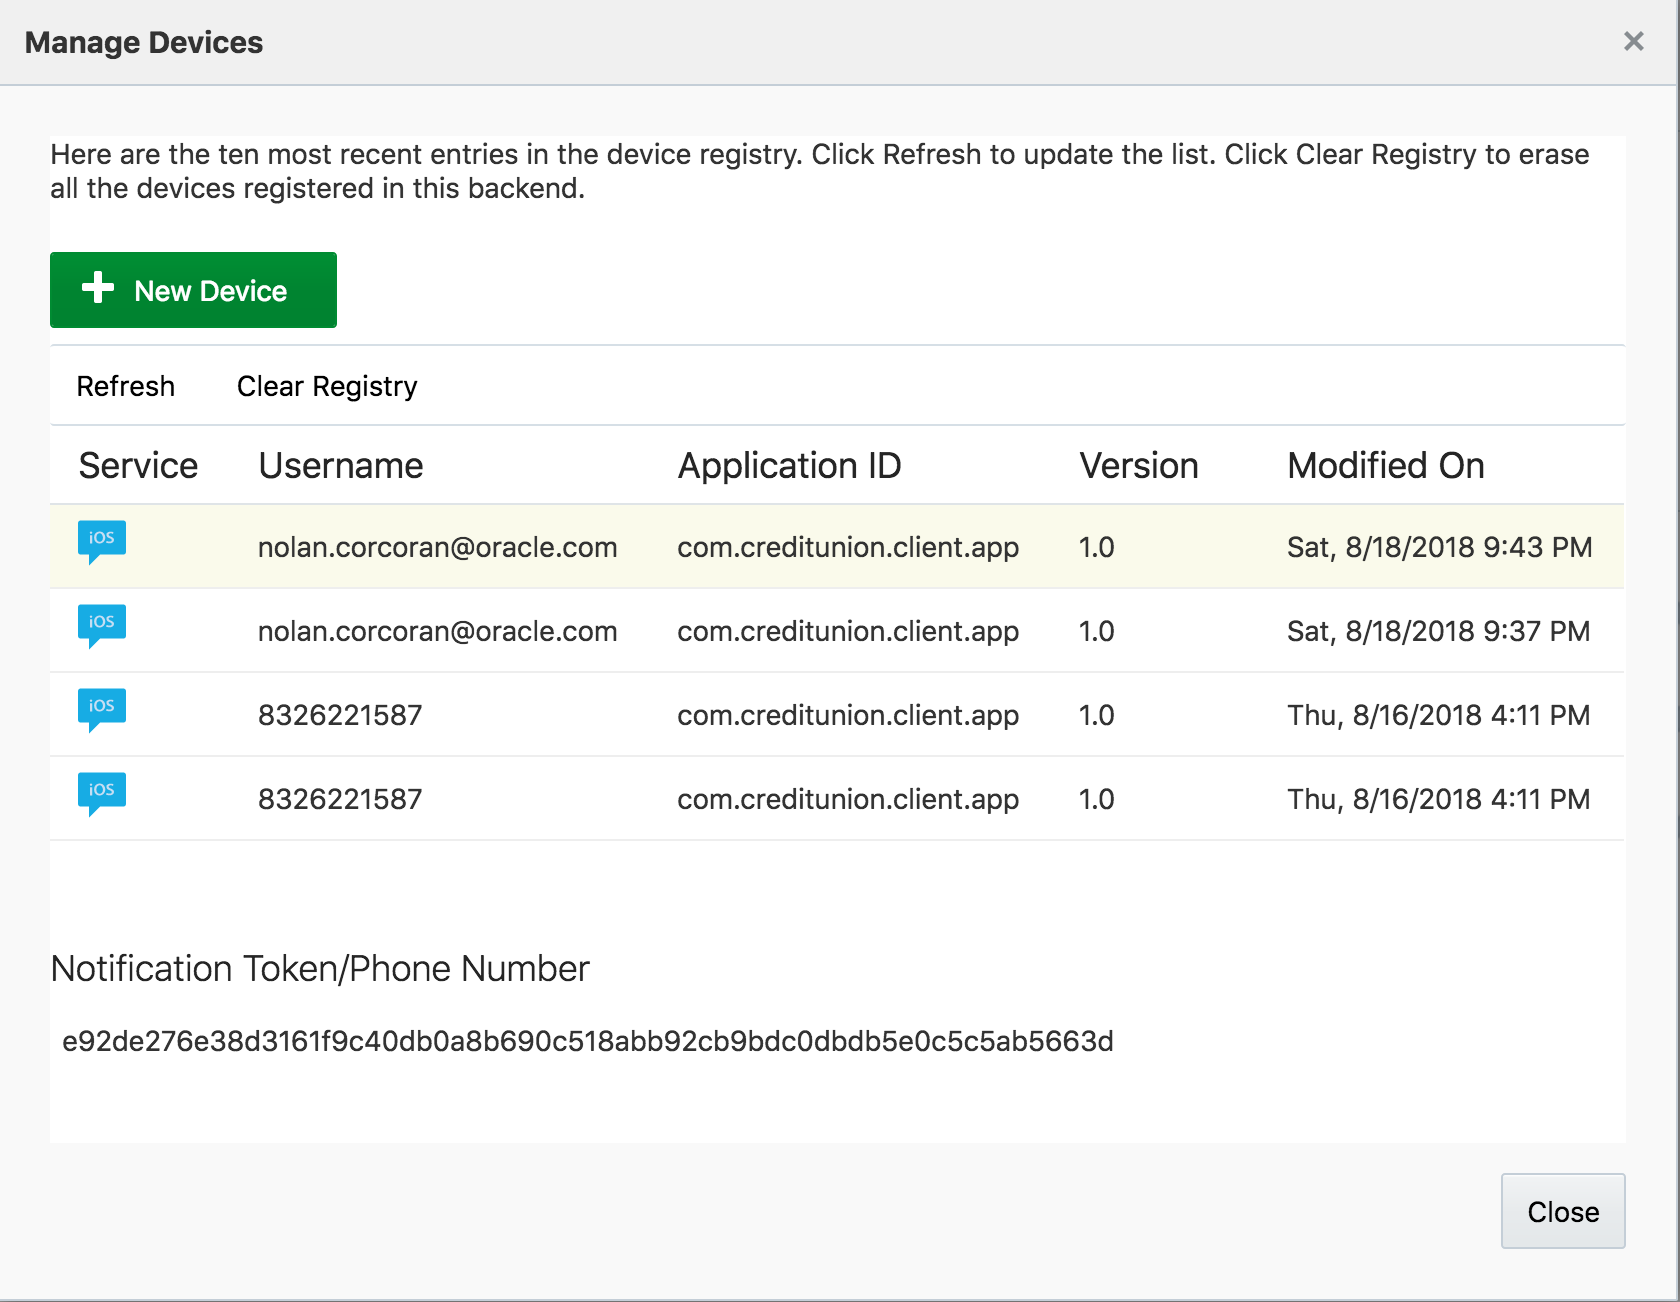 Manage Devices
Here are the ten most recent entries in the device registry. Click Refresh to update the list. Click Clear Registry to erase
all the devices registered in this backend.
New Device
Refresh Clear Registry
Service Username Application ID Version Modified On
iOS nolan.corcoran@oracle.com com.creditunion.client.app 1.0 Sat, 8/18/2018 9:43 PM
iOS nolan.corcoran@oracle.com com.creditunion.client.app 1.0 Sat, 8/18/2018 9:37 PM
iOS 8326221587 com.creditunion.client.app 1.0 Thu, 8/16/2018 4:11 PM
iOS 8326221587 com.creditunion.client.app 1.0 Thu, 8/16/2018 4:11 PM
Notification Token/Phone Number
e92de276e38d3161f9c40db0a8b690c518abb92cb9bdc0dbdb5e0c5c5ab5663d
Close